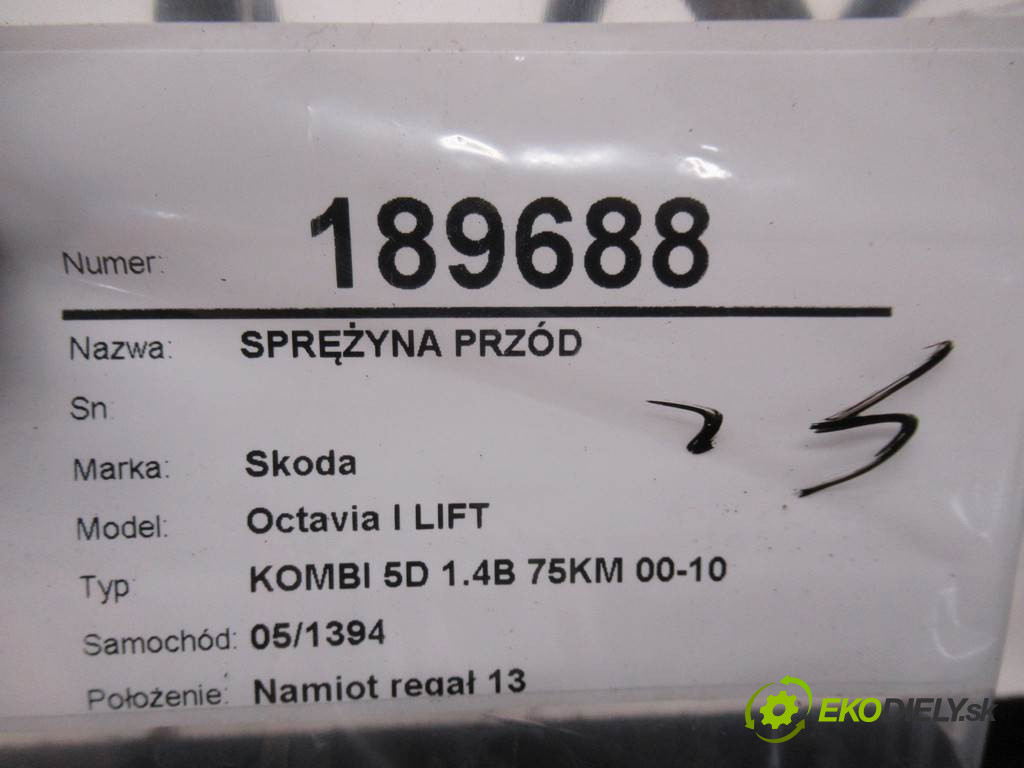 Numer: 189688
Nazwa: SPRĘŻYNA PRZÓD
Sn:
Marka: Skoda
Model: Octavia I LIFT
Typ: KOMBI 5D 1.4B 75KM 00-10
Samochód: 05/1394
Położenie: Namiot regał 13
EKODIELY.sk